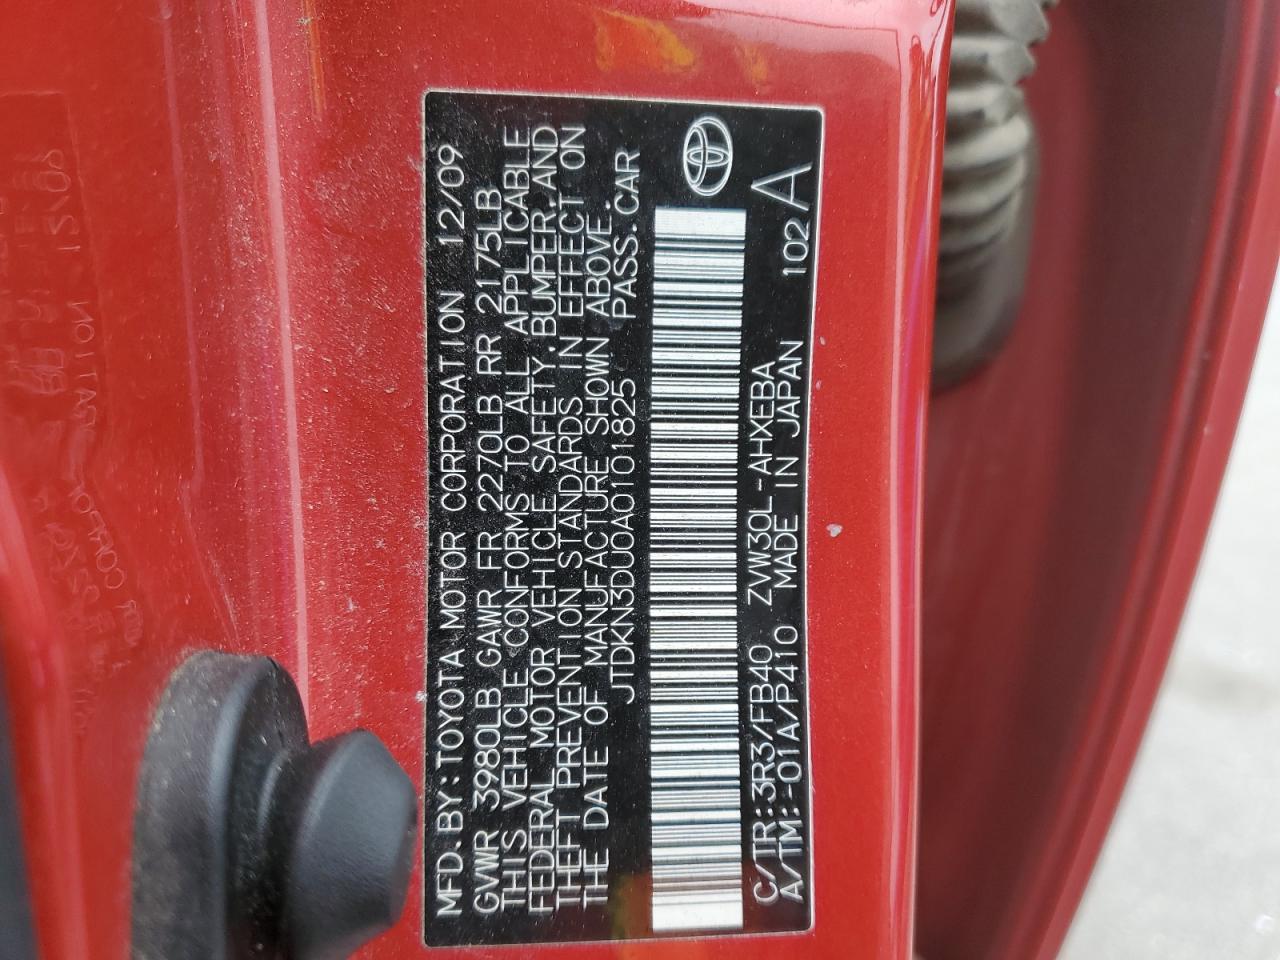 MFD.BY:TOYOTA MOTOR CORPORATION 12/09
GVWR 3980LB GAWR FR 2270LB RR 2175LB
THIS VEHICLE CONFORMS TO ALL APPLICABLE
FEDERAL MOTOR VEHICLE SAFETY,BUMPER,AND
THEFT PREVENTION STANDARDS IN EFFECT ON
THE DATE OF MANUFACTURE SHOWN ABOVE.
JTDKN3DU0A0101825 PASS.CAR
C/TR:3R3/FB40 ZVW30L-AHXEBA 102 A
A/TM:-01A/P410 MADE IN JAPAN